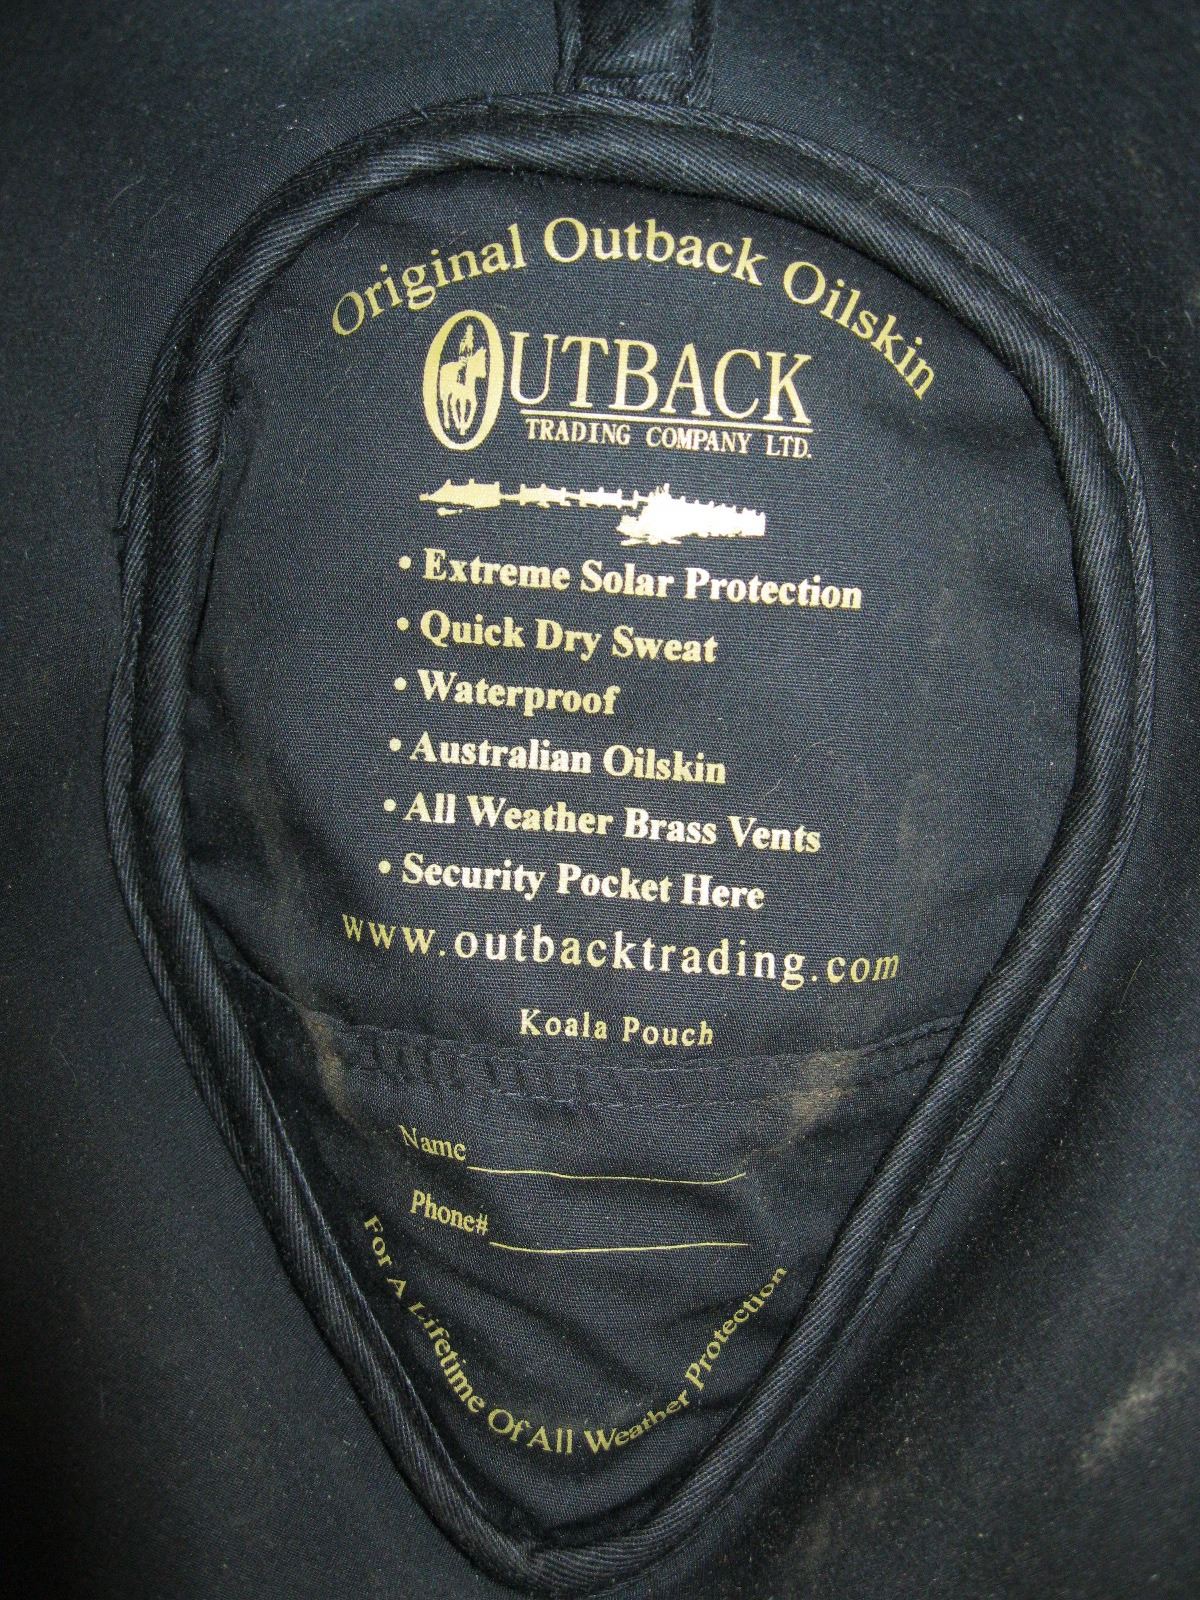 Original Outback Oilskin
OUTBACK
TRADING COMPANY LTD.
• Extreme Solar Protection
• Quick Dry Sweat
• Waterproof
• Australian Oilskin
• All Weather Brass Vents
• Security Pocket Here
www.outbacktrading.com
Koala Pouch
Name
Phone#
For A Lifetime Of All Weather Protection